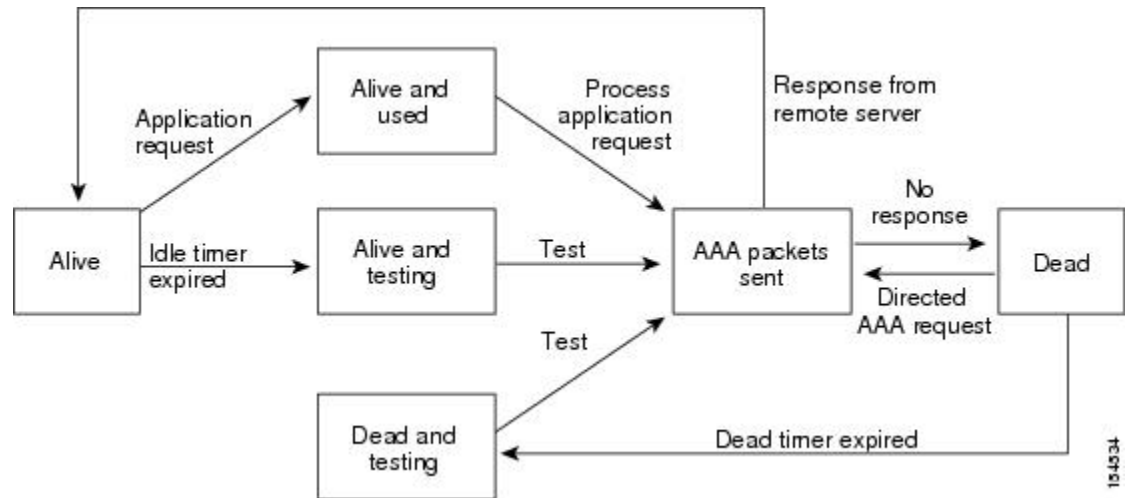 Alive and
used
Process
application
request
Response from
remote server
Application
request
No
response
Alive
Idle timer
expired
Alive and
testing
Test
AAA packets
sent
Dead
Directed
AAA request
Test
Dead and
testing
Dead timer expired
154534